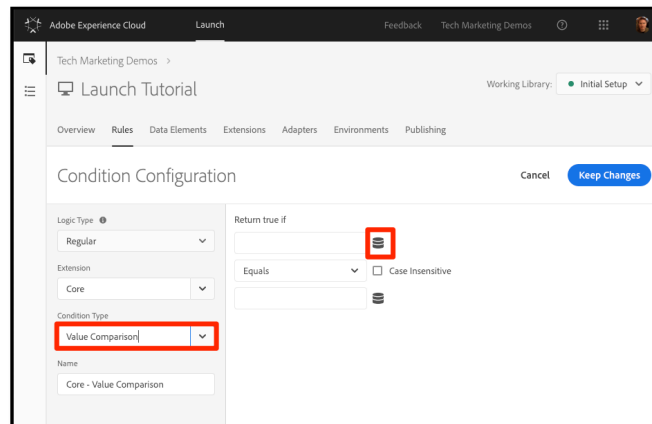 Adobe Experience Cloud Launch Feedback Tech Marketing Demos
Tech Marketing Demos >
Launch Tutorial
Working Library: Initial Setup
Overview Rules Data Elements Extensions Adapters Environments Publishing
Condition Configuration
Cancel Keep Changes
Logic Type
Return true if
Regular
Extension
Equals Case Insensitive
Core
Condition Type
Value Comparison
Name
Core - Value Comparison